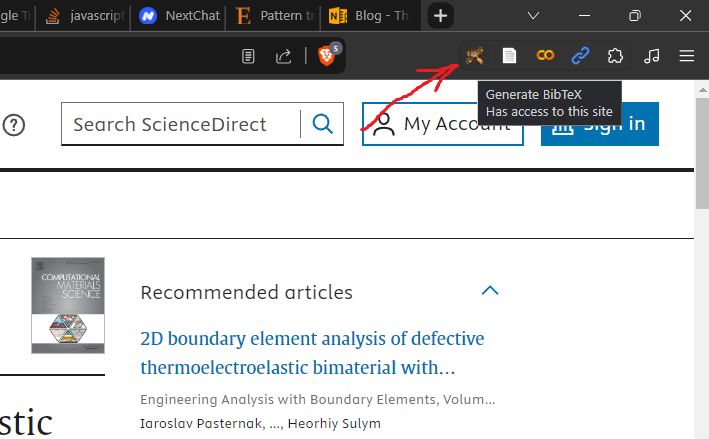 gle Tr
javascript
NextChat
Pattern tr
Blog - Th
5
Generate BibTeX
Has access to this site
Search ScienceDirect
My Account
Sign in
COMPUTATIONAL
MATERIALS
SCIENCE
Recommended articles
2D boundary element analysis of defective
thermoelectroelastic bimaterial with...
Engineering Analysis with Boundary Elements, Volum...
Iaroslav Pasternak, ..., Heorhiy Sulym
stic